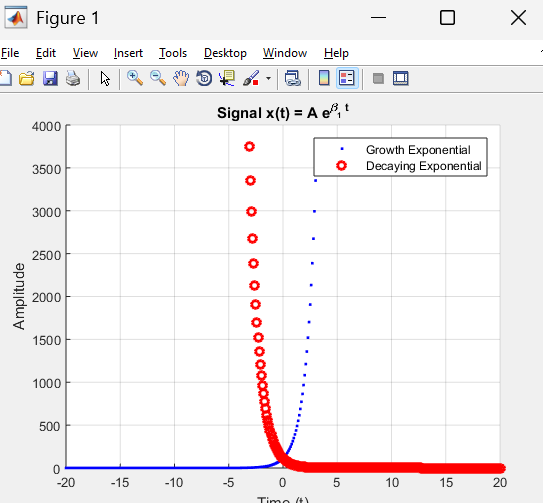 Figure 1
File Edit View Insert Tools Desktop Window Help
Signal x(t) = A e^β₁ t
Growth Exponential
Decaying Exponential
Amplitude
4000
3500
3000
2500
2000
1500
1000
500
0
-20 -15 -10 -5 0 5 10 15 20
Time (t)